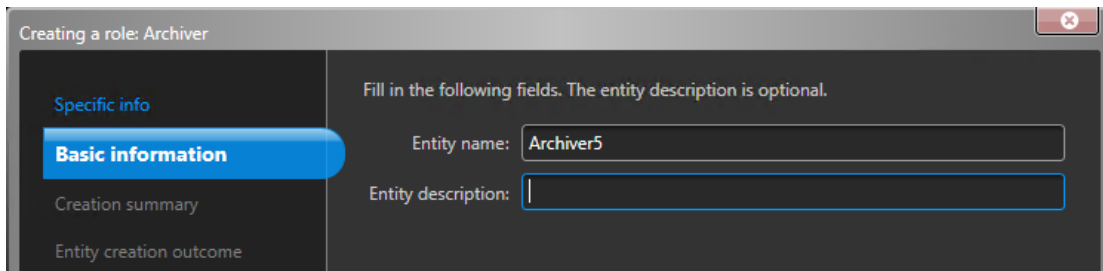 Creating a role: Archiver
Specific info
Basic information
Creation summary
Entity creation outcome
Fill in the following fields. The entity description is optional.
Entity name: Archiver5
Entity description: